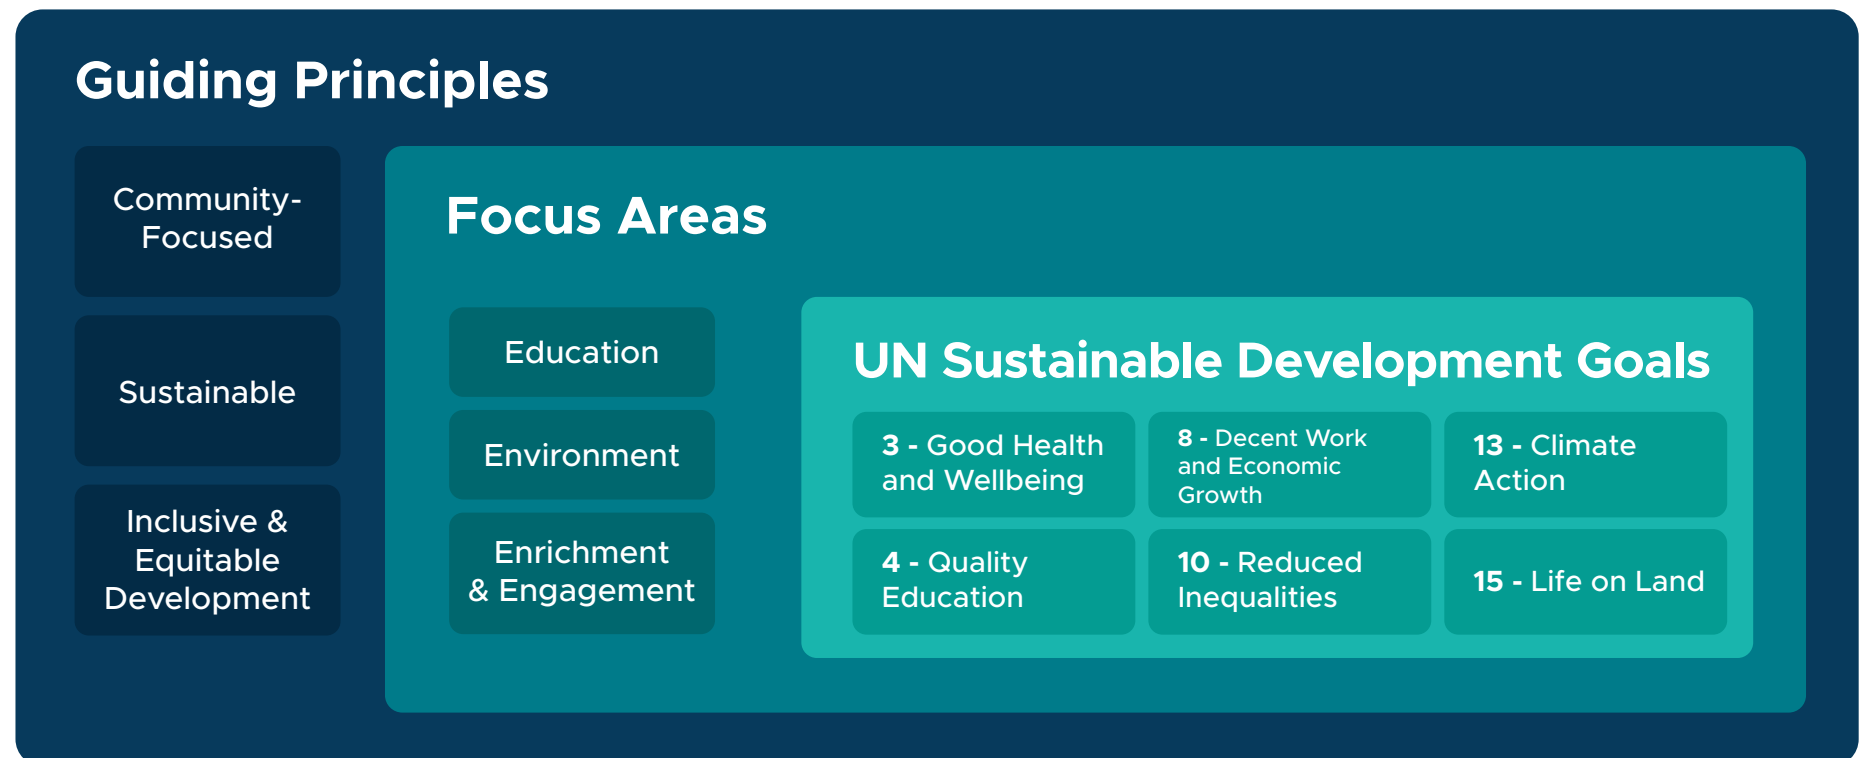 Guiding Principles
Community-
Focused
Sustainable
Inclusive &
Equitable
Development
Focus Areas
Education
Environment
Enrichment
& Engagement
UN Sustainable Development Goals
3 - Good Health
and Wellbeing
8 - Decent Work
and Economic
Growth
13 - Climate
Action
4 - Quality
Education
10 - Reduced
Inequalities
15 - Life on Land